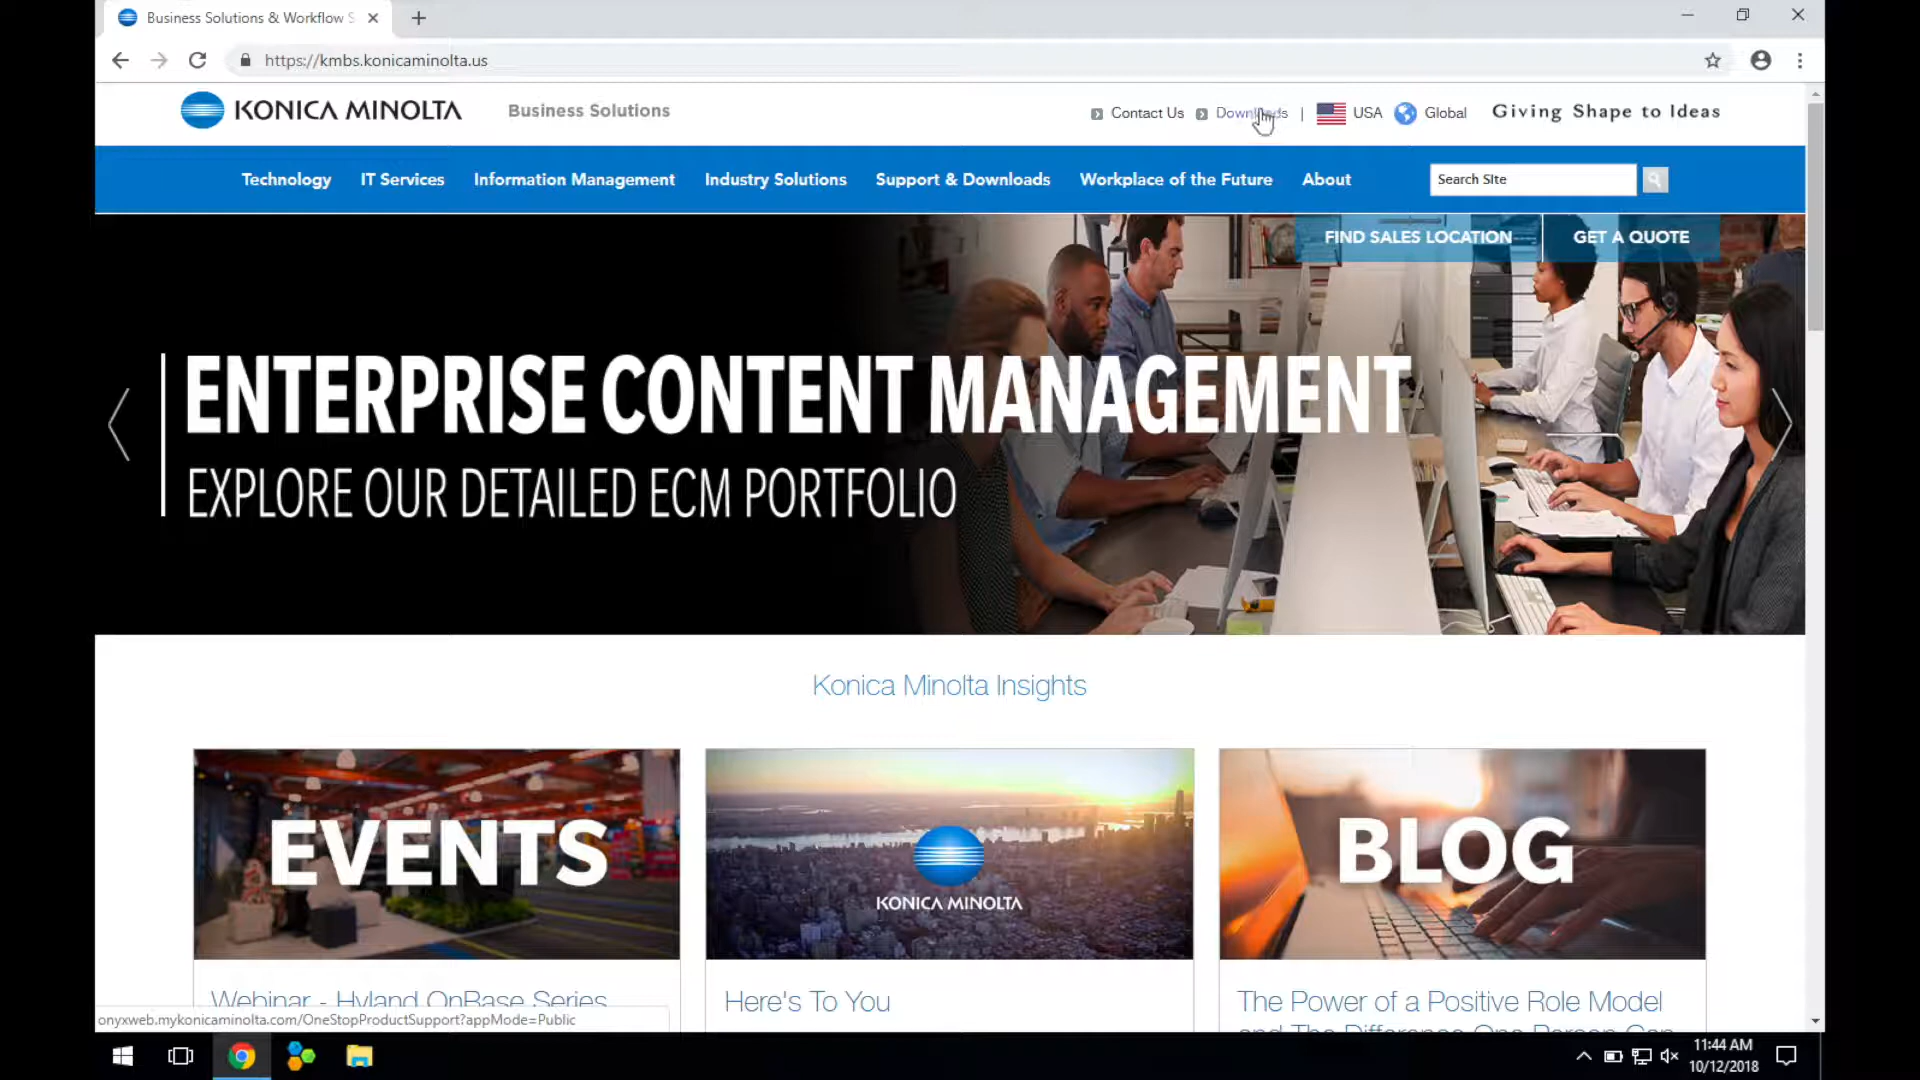 Business Solutions & Workflow S
https://kmbs.konicaminolta.us
KONICA MINOLTA
Business Solutions
Contact Us
Downloads
|
USA
Global
Giving Shape to Ideas
Technology
IT Services
Information Management
Industry Solutions
Support & Downloads
Workplace of the Future
About
Search Site
FIND SALES LOCATION
GET A QUOTE
ENTERPRISE CONTENT MANAGEMENT
EXPLORE OUR DETAILED ECM PORTFOLIO
Konica Minolta Insights
EVENTS
KONICA MINOLTA
BLOG
Webinar - Hyland OnBase Series
Here's To You
The Power of a Positive Role Model
and The Difference One Person Can
onyxweb.mykonicaminolta.com/OneStopProductSupport?appMode=Public
11:44 AM
10/12/2018